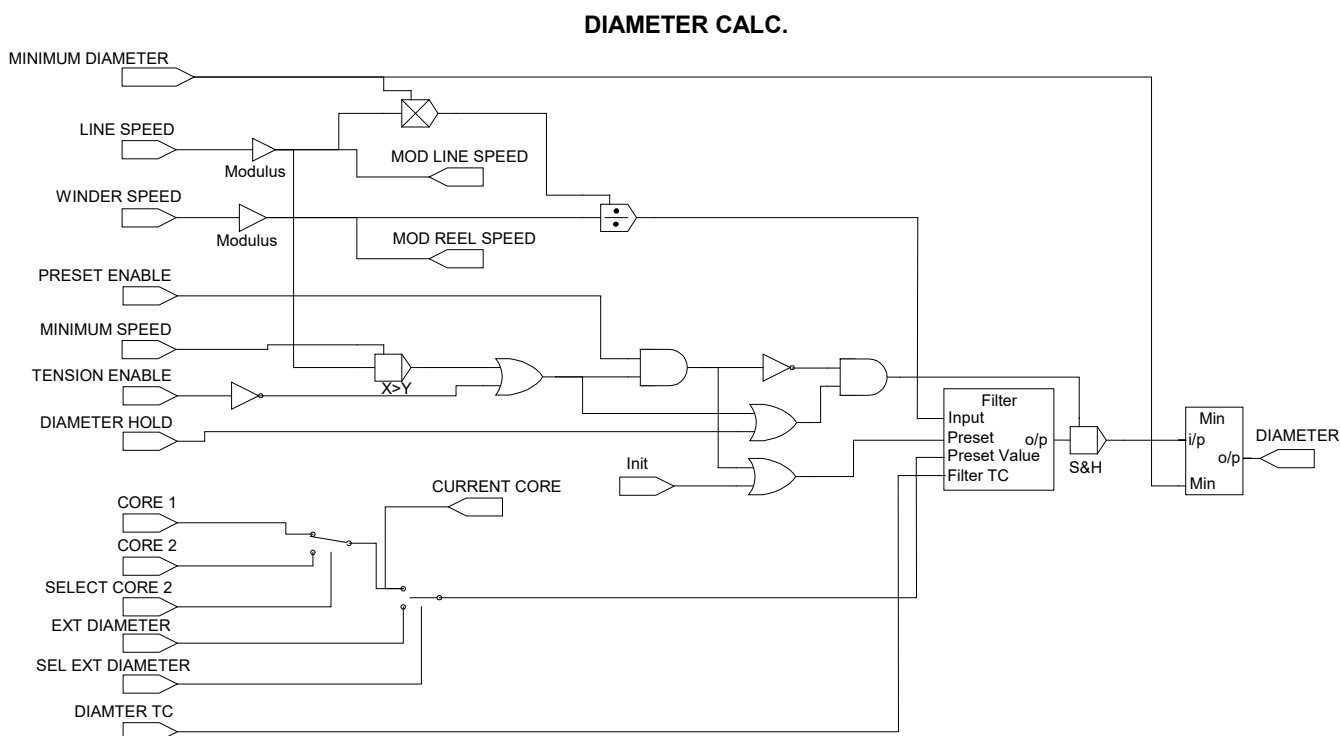 DIAMETER CALC.
MINIMUM DIAMETER
LINE SPEED
Modulus
MOD LINE SPEED
WINDER SPEED
Modulus
MOD REEL SPEED
PRESET ENABLE
MINIMUM SPEED
X>Y
TENSION ENABLE
DIAMETER HOLD
Init
Filter
Input
Preset
o/p
Preset Value
Filter TC
S&H
Min
i/p
o/p
Min
DIAMETER
CURRENT CORE
CORE 1
CORE 2
SELECT CORE 2
EXT DIAMETER
SEL EXT DIAMETER
DIAMTER TC